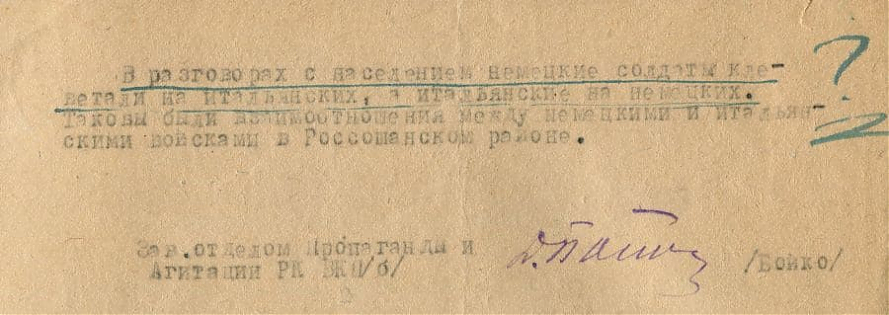 В разговорах с населением немецкие солдаты кле-
ветали на итальянских, а итальянские на немецких.
Таковы были взаимоотношения между немецкими и итальян-
скими войсками в Россошанском районе.
?
Зав.отделом Пропаганды и
Агитации РК ВКП/б/
/Бойко/